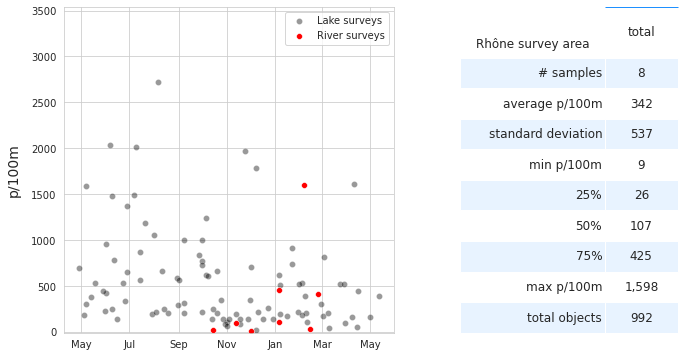 3500
3000
2500
2000
1500
1000
500
0
p/100m
May Jul Sep Nov Jan Mar May
Lake surveys
River surveys
total
Rhône survey area
# samples 8
average p/100m 342
standard deviation 537
min p/100m 9
25% 26
50% 107
75% 425
max p/100m 1,598
total objects 992